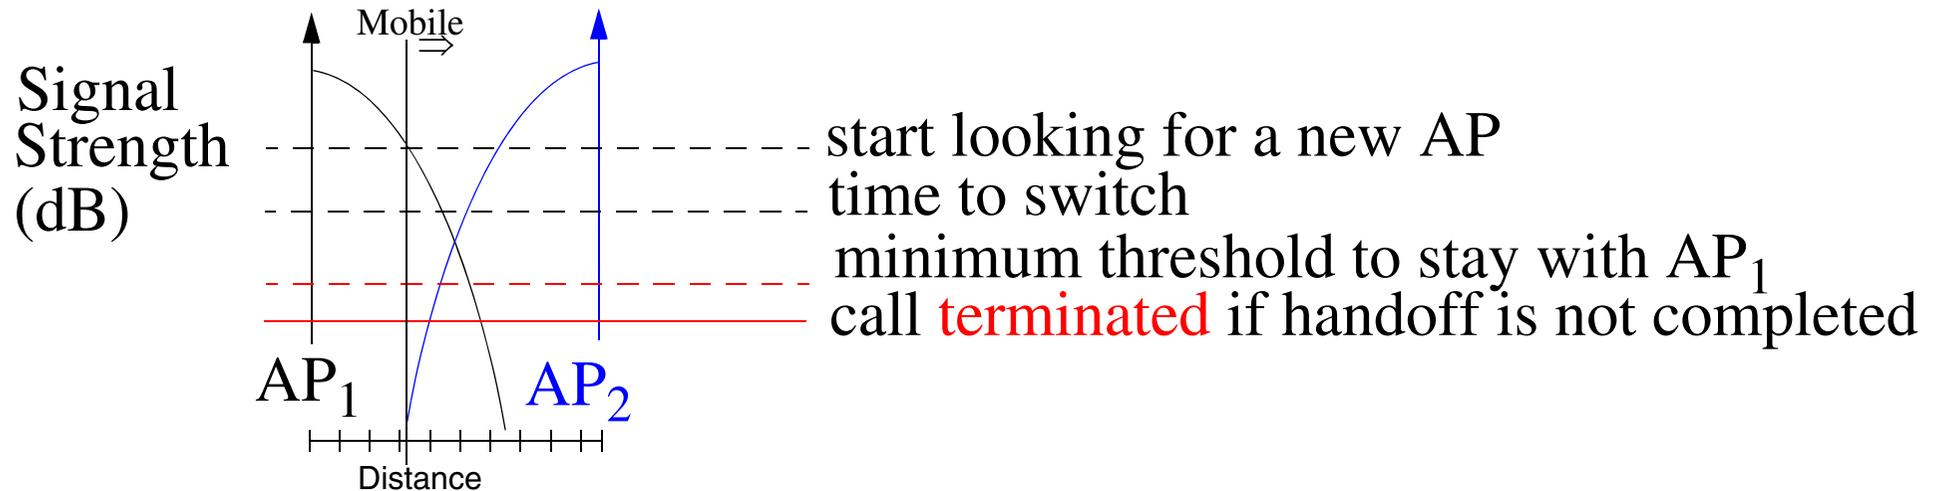 Mobile
⇒
Signal
Strength
(dB)
start looking for a new AP
time to switch
minimum threshold to stay with AP1
call terminated if handoff is not completed
AP1
AP2
Distance